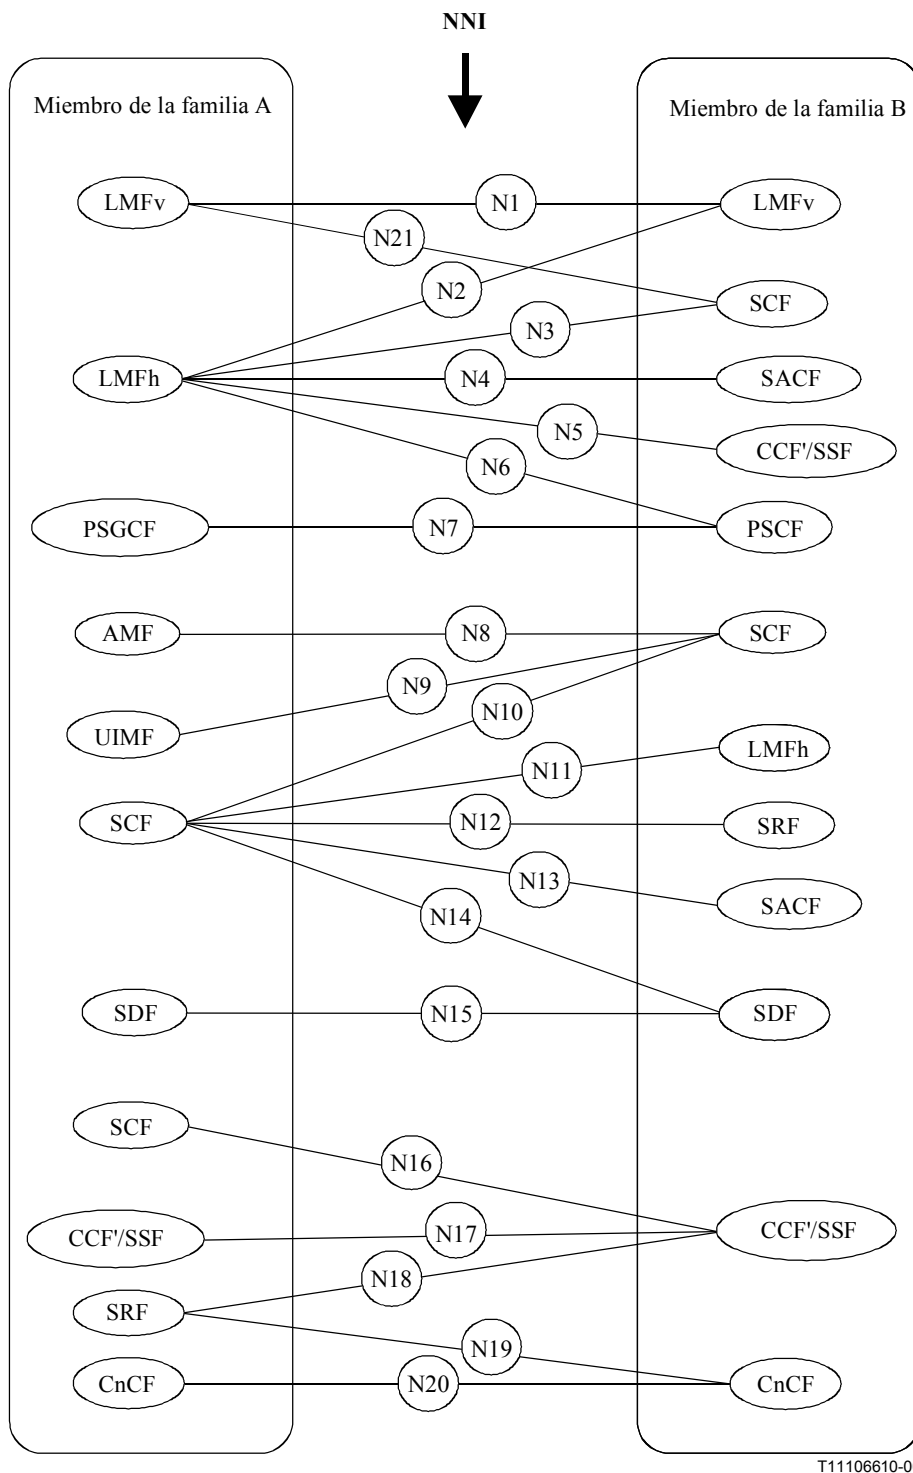 NNI
Miembro de la familia A
Miembro de la familia B
LMFv
N1
LMFv
N21
N2
SCF
N3
LMFh
N4
SACF
N5
CCF'/SSF
N6
PSGCF
N7
PSCF
AMF
N8
SCF
N9
N10
UIMF
LMFh
N11
SCF
N12
SRF
N13
SACF
N14
SDF
N15
SDF
SCF
N16
CCF'/SSF
N17
CCF'/SSF
N18
SRF
N19
CnCF
N20
CnCF
T11106610-0